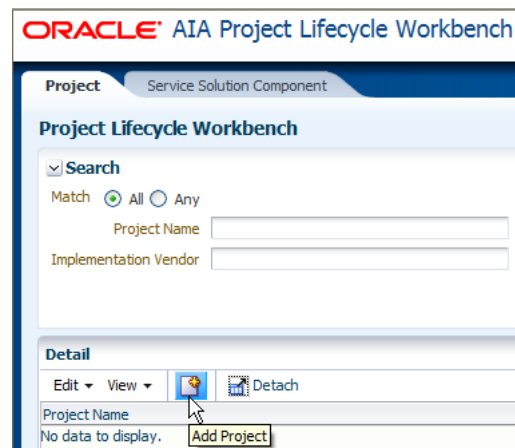 ORACLE AIA Project Lifecycle Workbench
Project Service Solution Component
Project Lifecycle Workbench
Search
Match All Any
Project Name
Implementation Vendor
Detail
Edit View Detach
Project Name
No data to display. Add Project